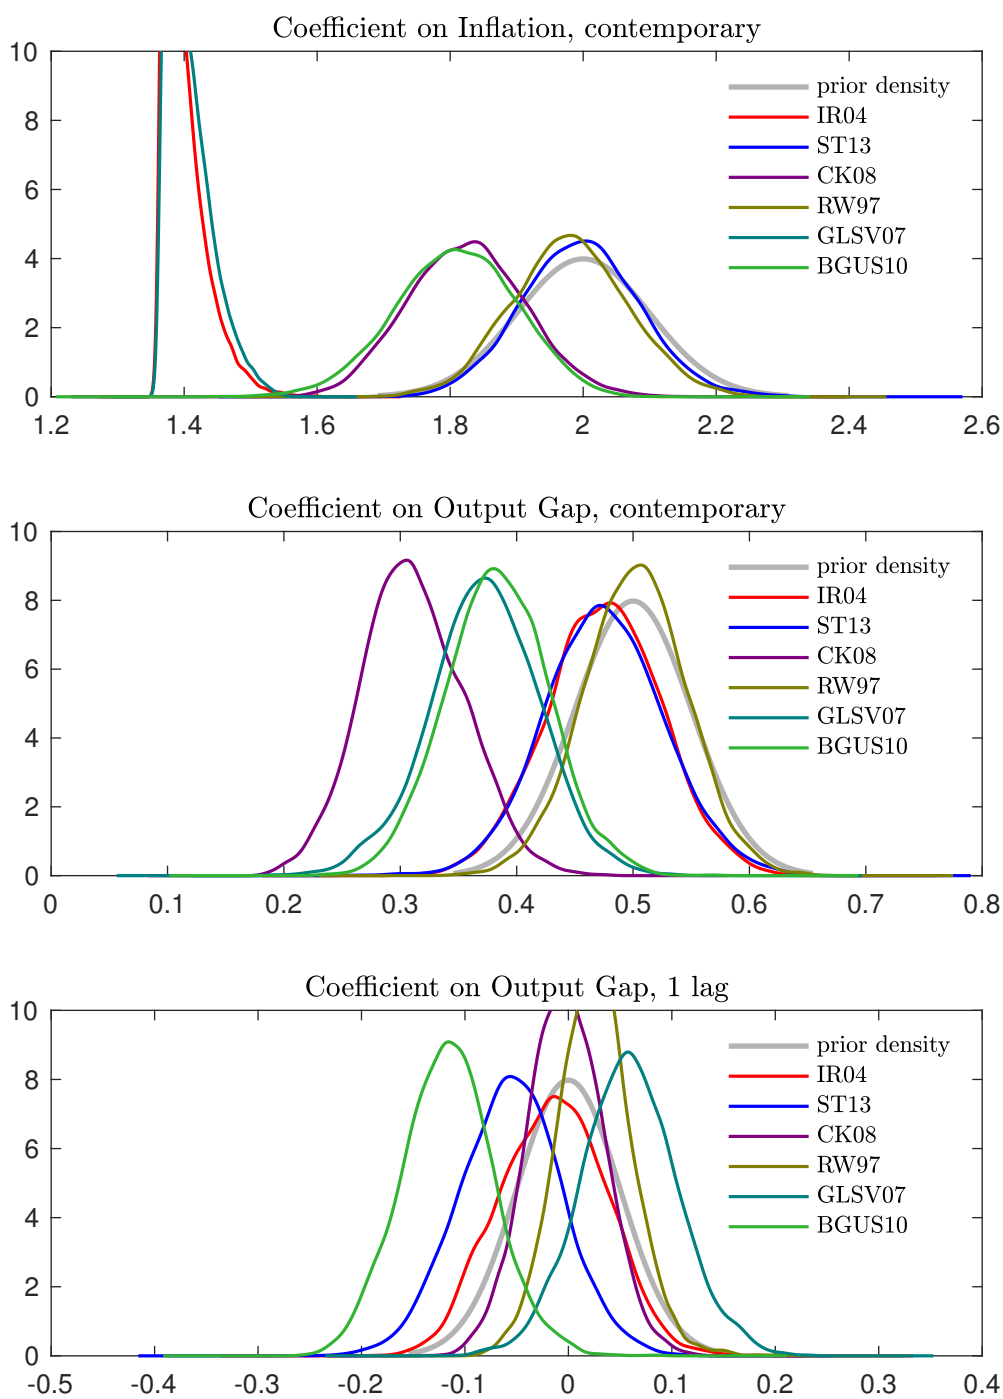 Coefficient on Inflation, contemporary
10
8
6
4
2
0
prior density
IR04
ST13
CK08
RW97
GLSV07
BGUS10
1.2 1.4 1.6 1.8 2 2.2 2.4 2.6
Coefficient on Output Gap, contemporary
10
8
6
4
2
0
prior density
IR04
ST13
CK08
RW97
GLSV07
BGUS10
0 0.1 0.2 0.3 0.4 0.5 0.6 0.7 0.8
Coefficient on Output Gap, 1 lag
10
8
6
4
2
0
prior density
IR04
ST13
CK08
RW97
GLSV07
BGUS10
-0.5 -0.4 -0.3 -0.2 -0.1 0 0.1 0.2 0.3 0.4